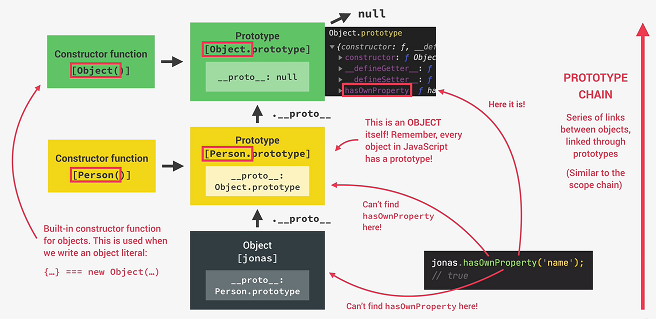 null
Constructor function
[Object()]
Prototype
[Object.prototype]
__proto__: null
Object.prototype
▼{constructor: ƒ, __def
▶ constructor: ƒ Objec
▶ __defineGetter__: ƒ
▶ __defineSetter__: ƒ
▶ hasOwnProperty: ƒ ha
.__proto__
Here it is!
PROTOTYPE
CHAIN
Series of links
between objects,
linked through
prototypes
(Similar to the
scope chain)
Constructor function
[Person()]
Prototype
[Person.prototype]
__proto__:
Object.prototype
This is an OBJECT
itself! Remember, every
object in JavaScript
has a prototype!
.__proto__
Can't find
hasOwnProperty
here!
Built-in constructor function
for objects. This is used when
we write an object literal:
{…} === new Object(…)
Object
[jonas]
__proto__:
Person.prototype
jonas.hasOwnProperty('name');
// true
Can't find hasOwnProperty here!